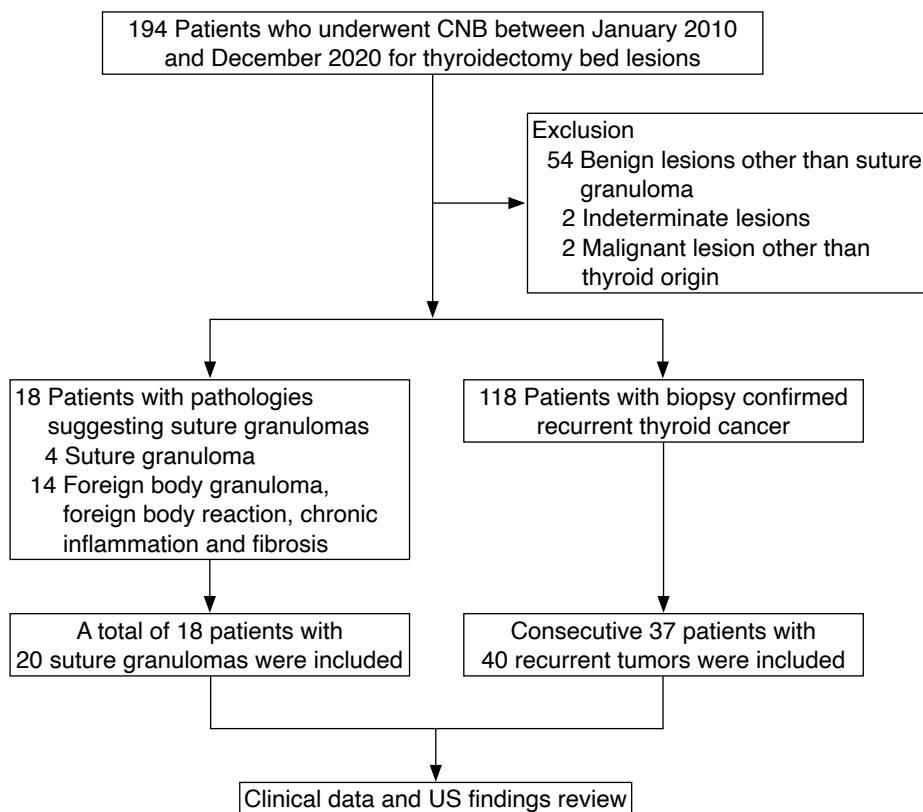 194 Patients who underwent CNB between January 2010
and December 2020 for thyroidectomy bed lesions
Exclusion
54 Benign lesions other than suture
granuloma
2 Indeterminate lesions
2 Malignant lesion other than
thyroid origin
18 Patients with pathologies
suggesting suture granulomas
4 Suture granuloma
14 Foreign body granuloma,
foreign body reaction, chronic
inflammation and fibrosis
118 Patients with biopsy confirmed
recurrent thyroid cancer
A total of 18 patients with
20 suture granulomas were included
Consecutive 37 patients with
40 recurrent tumors were included
Clinical data and US findings review